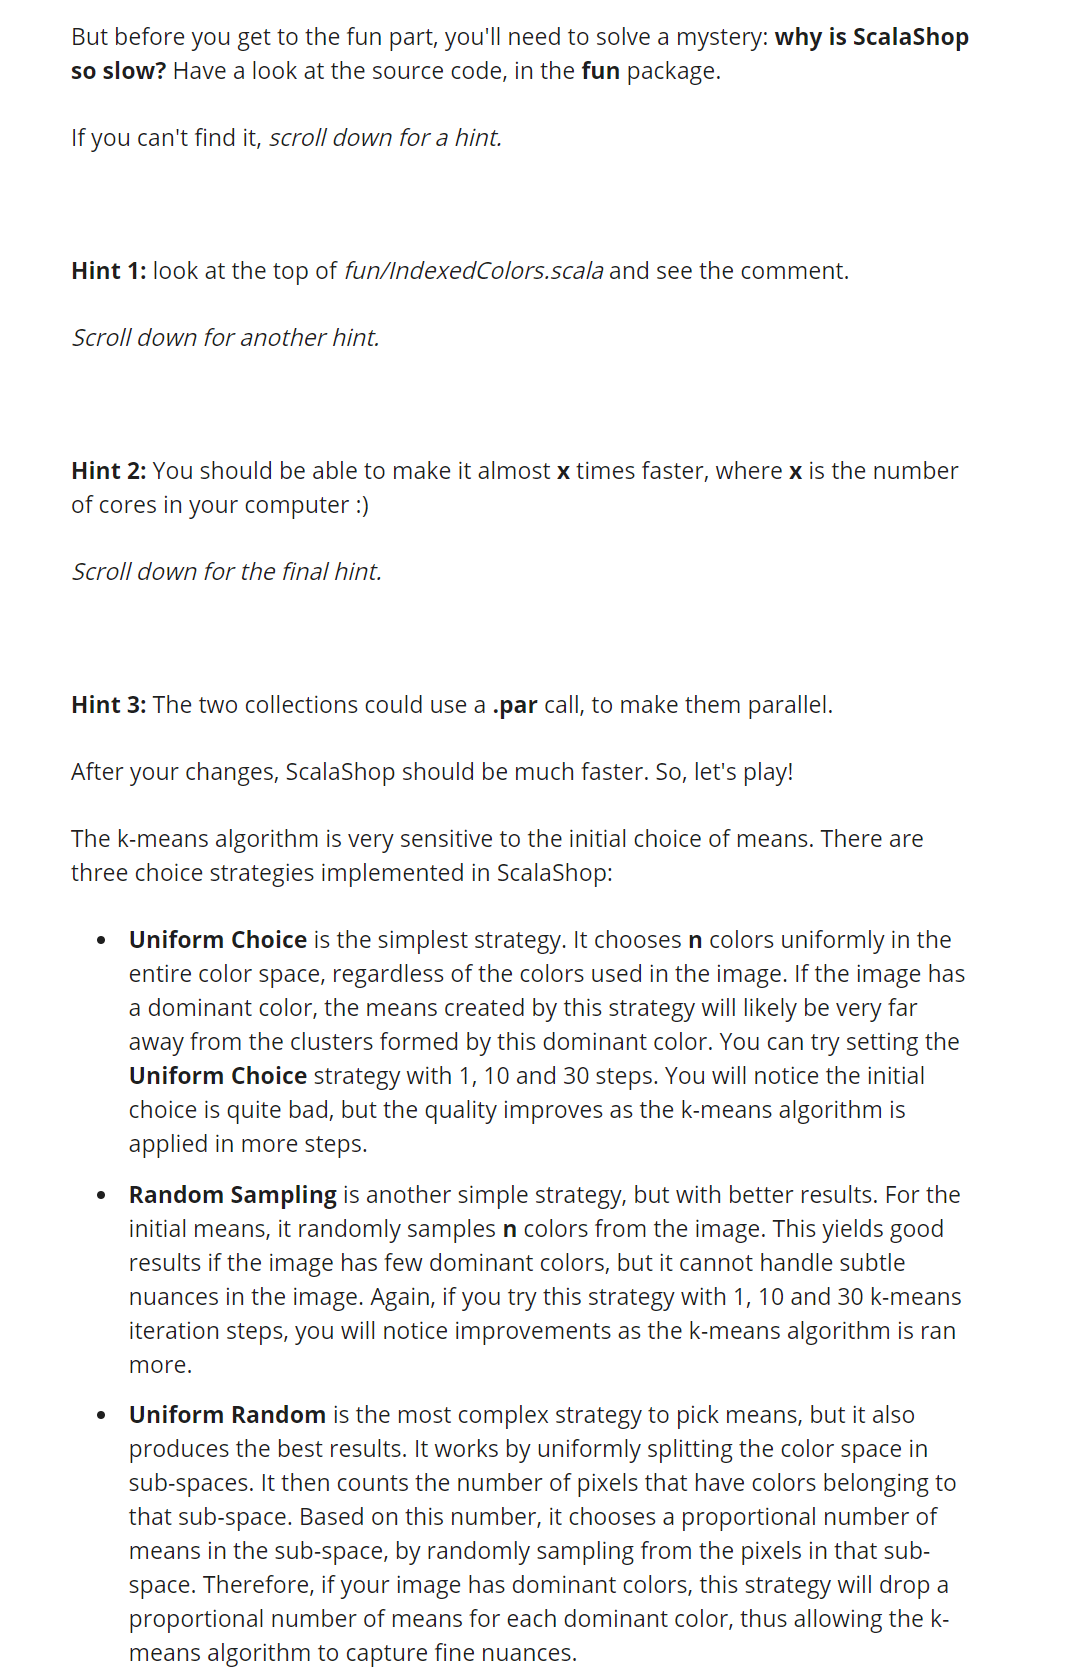 But before you get to the fun part, you'll need to solve a mystery: why is ScalaShop
so slow? Have a look at the source code, in the fun package.
If you can't find it, scroll down for a hint.
Hint 1: look at the top of fun/IndexedColors.scala and see the comment.
Scroll down for another hint.
Hint 2: You should be able to make it almost x times faster, where x is the number
of cores in your computer :)
Scroll down for the final hint.
Hint 3: The two collections could use a .par call, to make them parallel.
After your changes, ScalaShop should be much faster. So, let's play!
The k-means algorithm is very sensitive to the initial choice of means. There are
three choice strategies implemented in ScalaShop:
• Uniform Choice is the simplest strategy. It chooses n colors uniformly in the
entire color space, regardless of the colors used in the image. If the image has
a dominant color, the means created by this strategy will likely be very far
away from the clusters formed by this dominant color. You can try setting the
Uniform Choice strategy with 1, 10 and 30 steps. You will notice the initial
choice is quite bad, but the quality improves as the k-means algorithm is
applied in more steps.
• Random Sampling is another simple strategy, but with better results. For the
initial means, it randomly samples n colors from the image. This yields good
results if the image has few dominant colors, but it cannot handle subtle
nuances in the image. Again, if you try this strategy with 1, 10 and 30 k-means
iteration steps, you will notice improvements as the k-means algorithm is ran
more.
• Uniform Random is the most complex strategy to pick means, but it also
produces the best results. It works by uniformly splitting the color space in
sub-spaces. It then counts the number of pixels that have colors belonging to
that sub-space. Based on this number, it chooses a proportional number of
means in the sub-space, by randomly sampling from the pixels in that sub-
space. Therefore, if your image has dominant colors, this strategy will drop a
proportional number of means for each dominant color, thus allowing the k-
means algorithm to capture fine nuances.